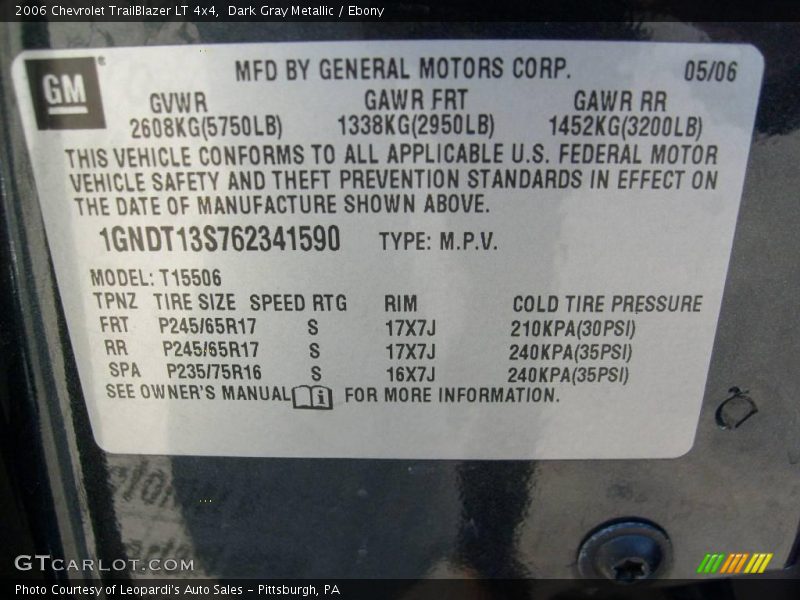 2006 Chevrolet TrailBlazer LT 4x4, Dark Gray Metallic / Ebony
GM
MFD BY GENERAL MOTORS CORP. 05/06
GVWR GAWR FRT GAWR RR
2608KG(5750LB) 1338KG(2950LB) 1452KG(3200LB)
THIS VEHICLE CONFORMS TO ALL APPLICABLE U.S. FEDERAL MOTOR
VEHICLE SAFETY AND THEFT PREVENTION STANDARDS IN EFFECT ON
THE DATE OF MANUFACTURE SHOWN ABOVE.
1GNDT13S762341590 TYPE: M.P.V.
MODEL: T15506
TPNZ TIRE SIZE SPEED RTG RIM COLD TIRE PRESSURE
FRT P245/65R17 S 17X7J 210KPA(30PSI)
RR P245/65R17 S 17X7J 240KPA(35PSI)
SPA P235/75R16 S 16X7J 240KPA(35PSI)
SEE OWNER'S MANUAL i FOR MORE INFORMATION.
GTCARLOT.COM
Photo Courtesy of Leopardi's Auto Sales - Pittsburgh, PA